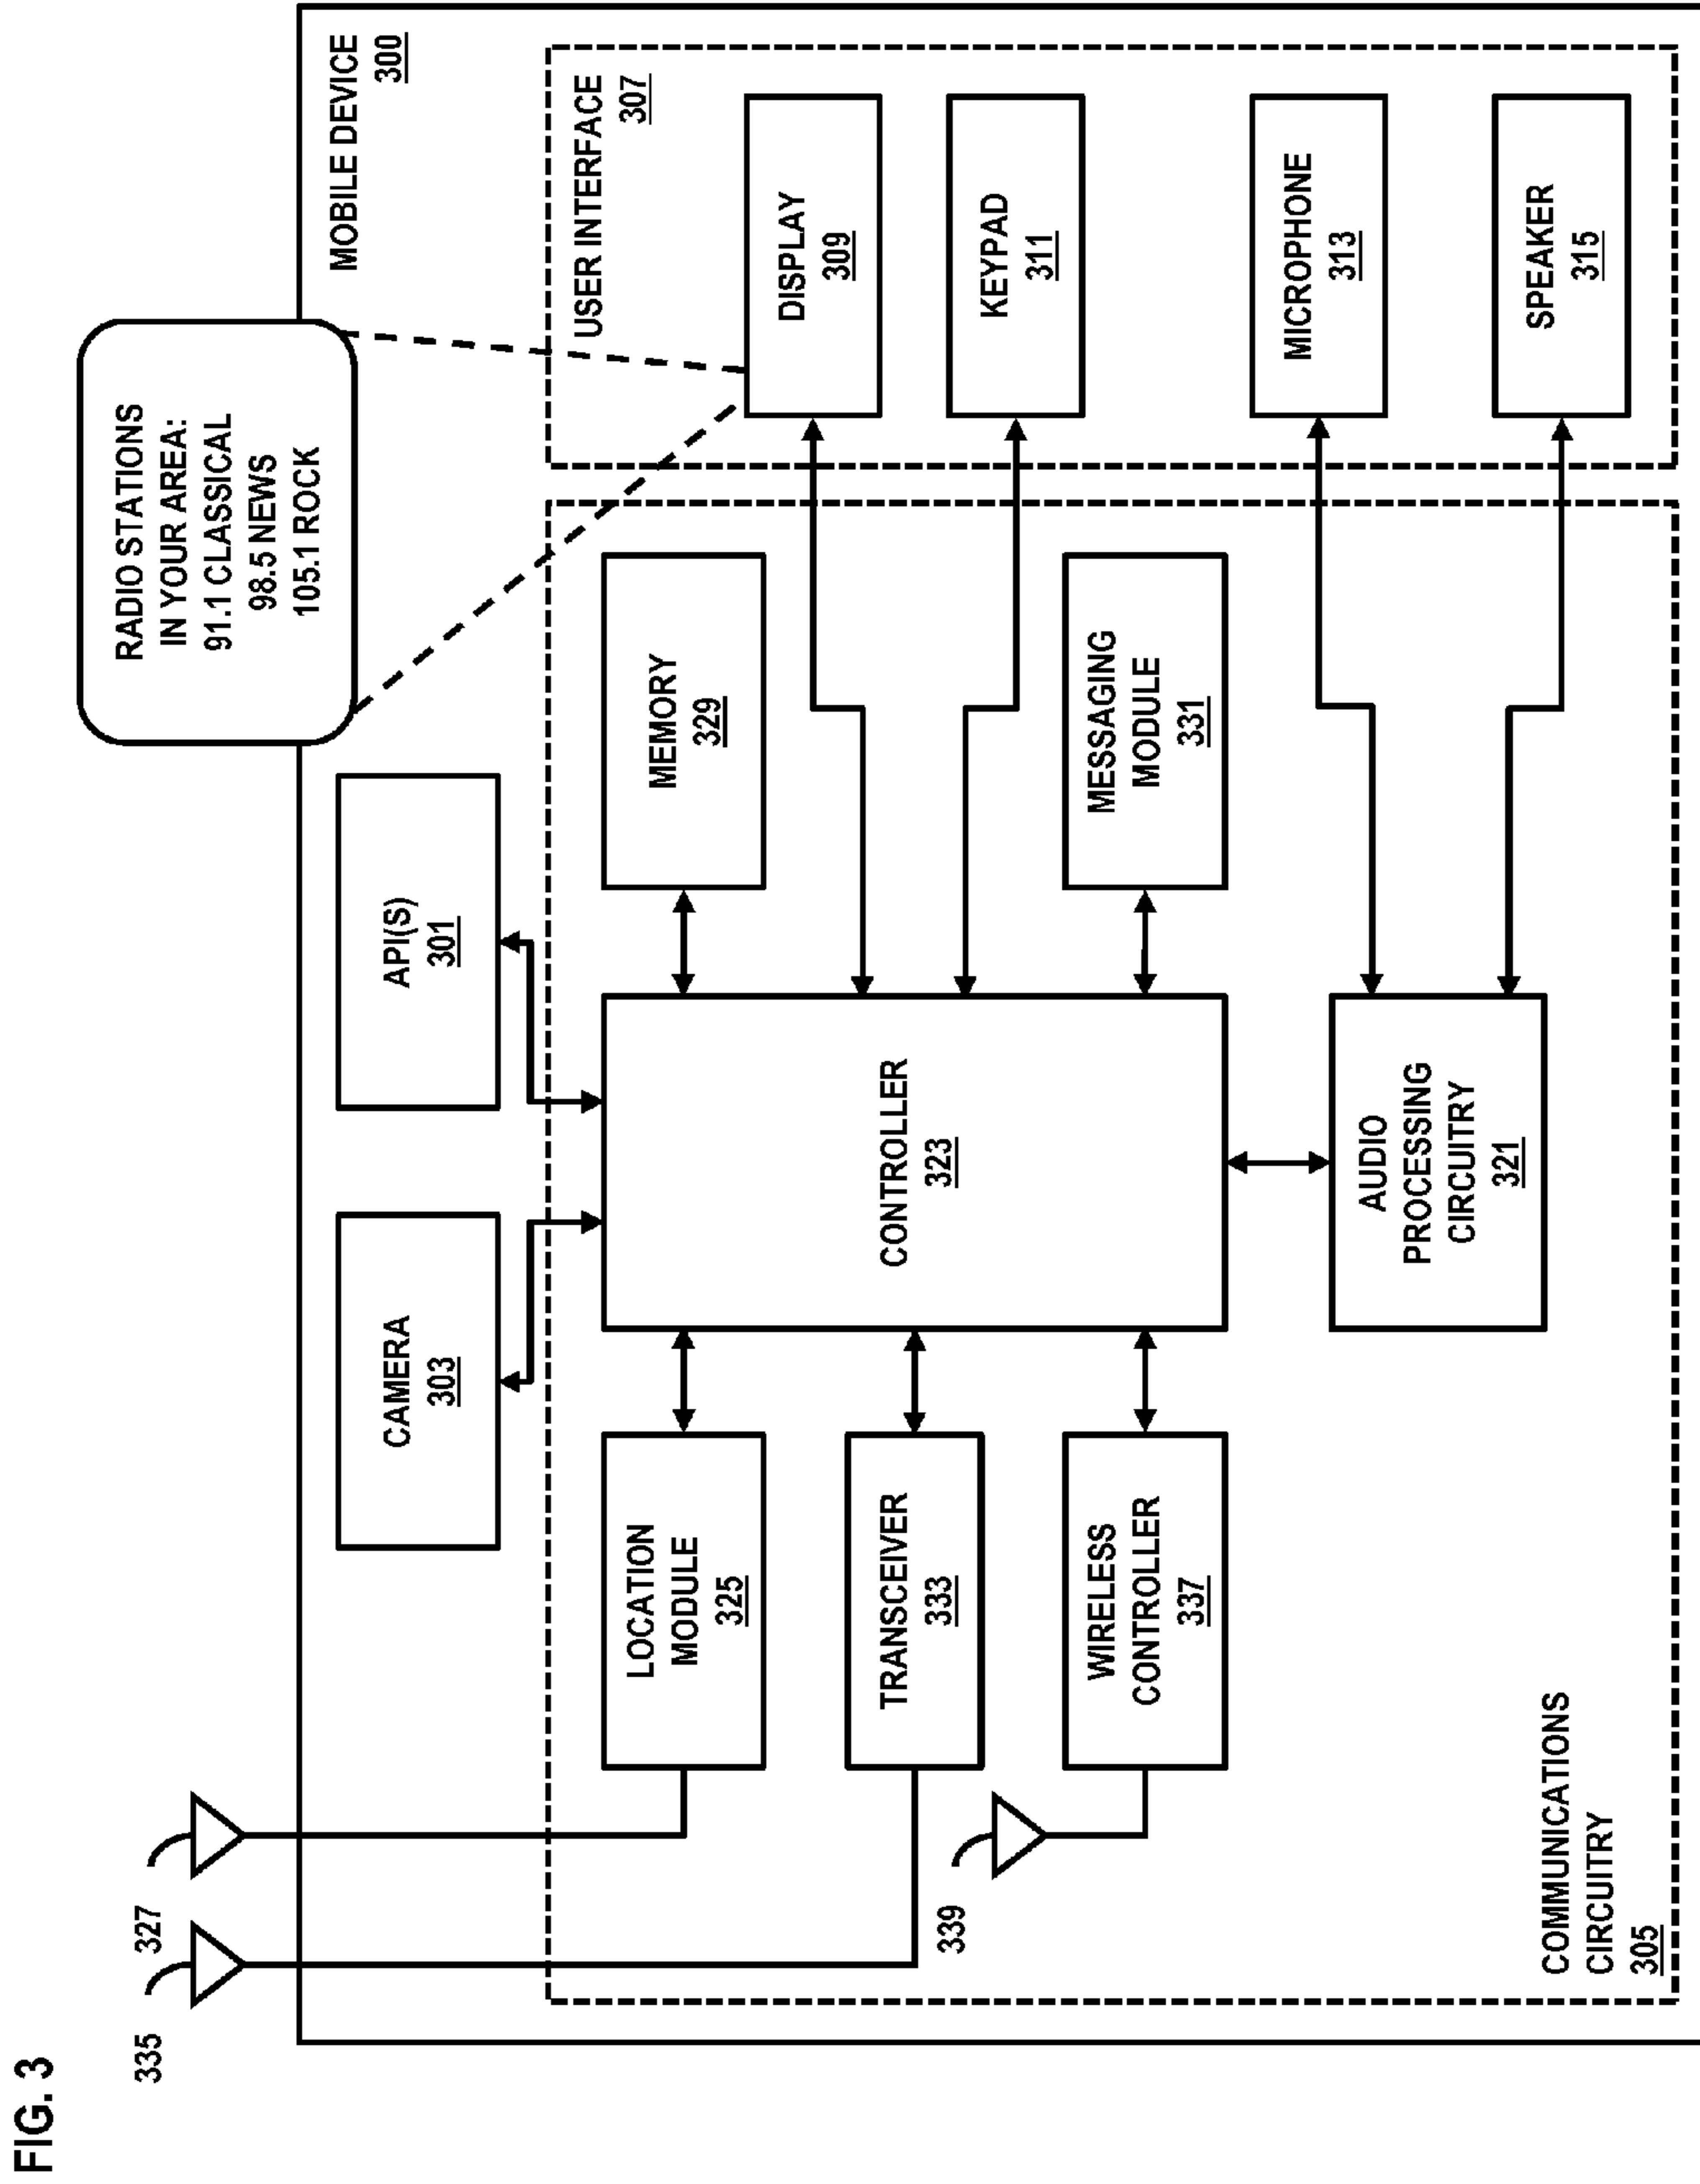 FIG. 3
335
327
RADIO STATIONS
IN YOUR AREA:
91.1 CLASSICAL
98.5 NEWS
105.1 ROCK
MOBILE DEVICE
300
CAMERA
303
API(S)
301
USER INTERFACE
307
LOCATION
MODULE
325
MEMORY
329
DISPLAY
309
TRANSCEIVER
333
CONTROLLER
323
KEYPAD
311
339
WIRELESS
CONTROLLER
337
MESSAGING
MODULE
331
MICROPHONE
313
AUDIO
PROCESSING
CIRCUITRY
321
SPEAKER
315
COMMUNICATIONS
CIRCUITRY
305